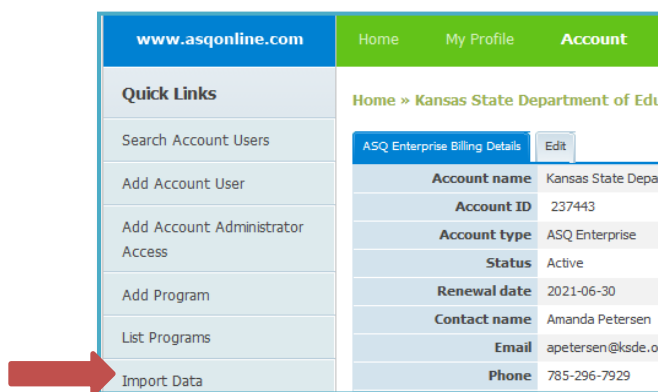 www.asqonline.com
Home My Profile Account
Quick Links
Search Account Users
Add Account User
Add Account Administrator
Access
Add Program
List Programs
Import Data
Home » Kansas State Department of Edu
ASQ Enterprise Billing Details Edit
Account name Kansas State Depa
Account ID 237443
Account type ASQ Enterprise
Status Active
Renewal date 2021-06-30
Contact name Amanda Petersen
Email apetersen@ksde.o
Phone 785-296-7929